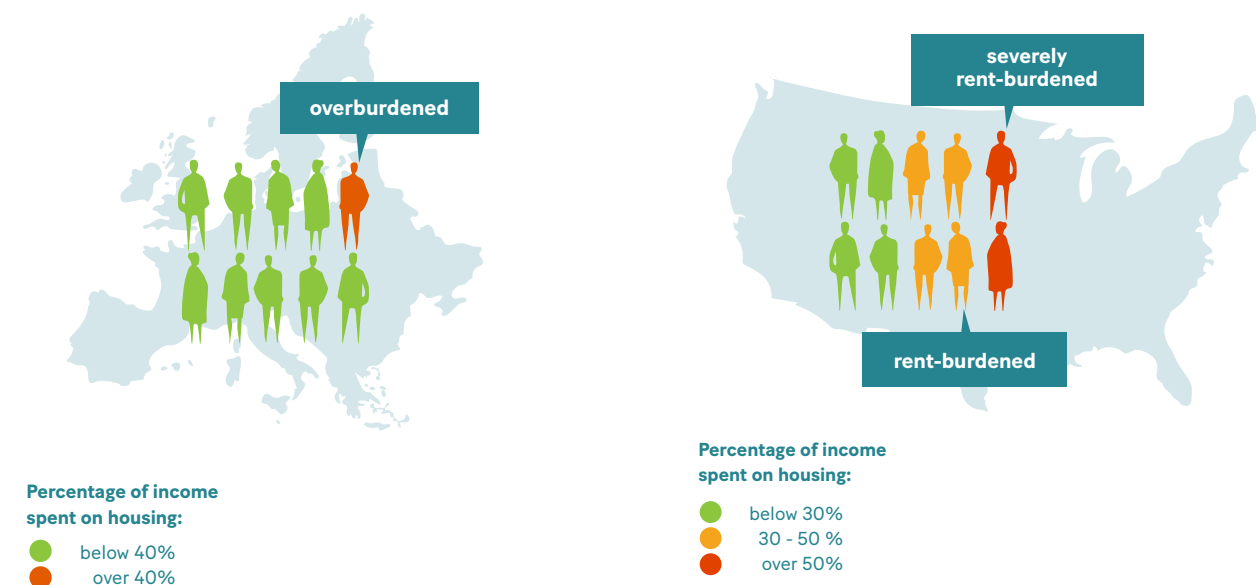 overburdened
Percentage of income
spent on housing:
below 40%
over 40%
severely
rent-burdened
rent-burdened
Percentage of income
spent on housing:
below 30%
30 - 50 %
over 50%